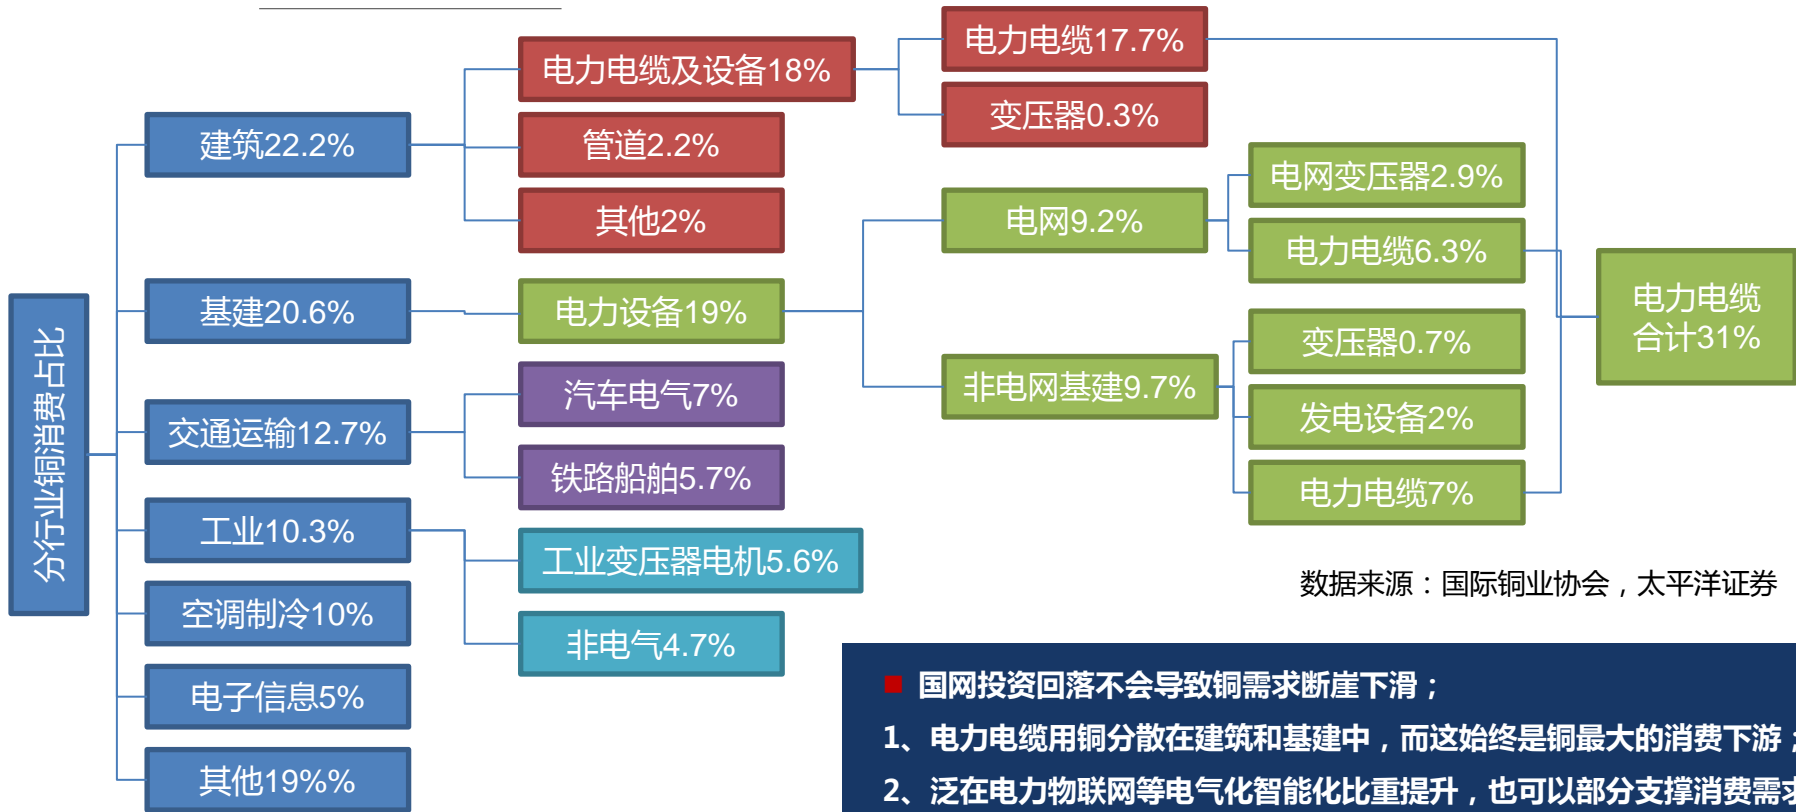 分行业铜消费占比
建筑22.2%
基建20.6%
交通运输12.7%
工业10.3%
空调制冷10%
电子信息5%
其他19%%
电力电缆及设备18%
管道2.2%
其他2%
电力设备19%
汽车电气7%
铁路船舶5.7%
工业变压器电机5.6%
非电气4.7%
电力电缆17.7%
变压器0.3%
电网9.2%
非电网基建9.7%
电网变压器2.9%
电力电缆6.3%
变压器0.7%
发电设备2%
电力电缆7%
电力电缆
合计31%
数据来源：国际铜业协会，太平洋证券
国网投资回落不会导致铜需求断崖下滑；
1、电力电缆用铜分散在建筑和基建中，而这始终是铜最大的消费下游；
2、泛在电力物联网等电气化智能化比重提升，也可以部分支撑消费需求